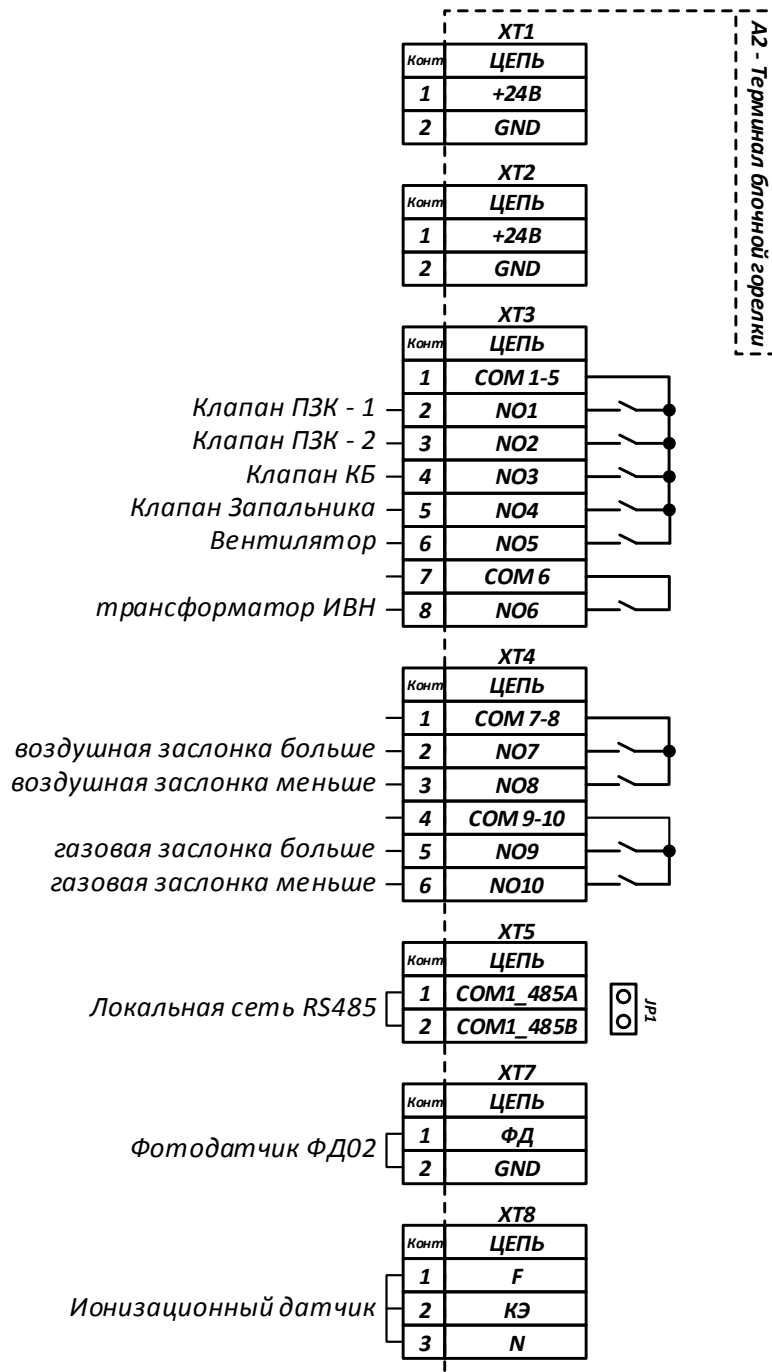 A2 - Терминал блочной горелки
XT1
Конт ЦЕПЬ
1 +24В
2 GND
XT2
Конт ЦЕПЬ
1 +24В
2 GND
XT3
Конт ЦЕПЬ
1 COM 1-5
Клапан ПЗК - 1 2 NO1
Клапан ПЗК - 2 3 NO2
Клапан КБ 4 NO3
Клапан Запальника 5 NO4
Вентилятор 6 NO5
7 COM 6
трансформатор ИВН 8 NO6
XT4
Конт ЦЕПЬ
1 COM 7-8
воздушная заслонка больше 2 NO7
воздушная заслонка меньше 3 NO8
4 COM 9-10
газовая заслонка больше 5 NO9
газовая заслонка меньше 6 NO10
XT5
Конт ЦЕПЬ
1 COM1_485A
Локальная сеть RS485
2 COM1_485B
JP1
XT7
Конт ЦЕПЬ
1 ФД
Фотодатчик ФД02
2 GND
XT8
Конт ЦЕПЬ
1 F
Ионизационный датчик 2 КЭ
3 N